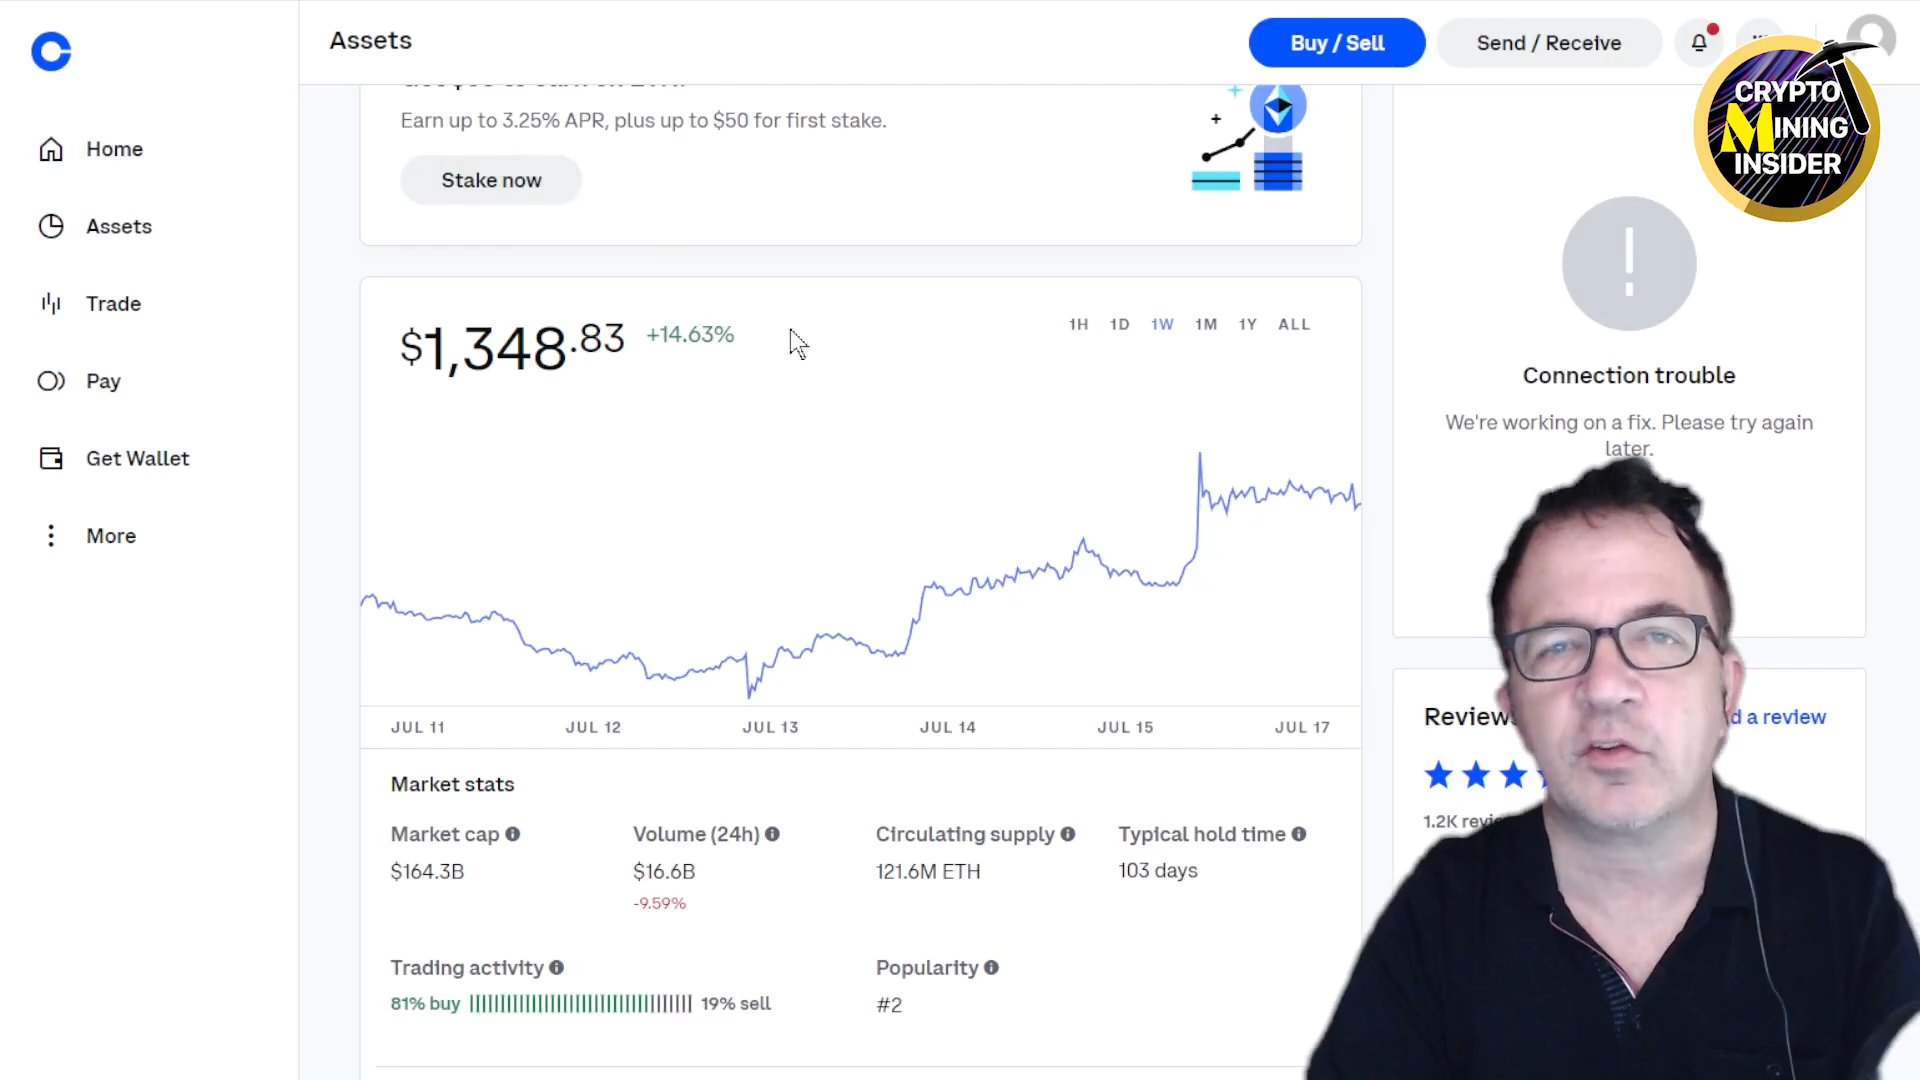 Assets
Buy / Sell
Send / Receive
CRYPTO
MINING
INSIDER
Home
Assets
Trade
Pay
Get Wallet
More
Earn up to 3.25% APR, plus up to $50 for first stake.
Stake now
$1,348.83
+14.63%
1H 1D 1W 1M 1Y ALL
JUL 11 JUL 12 JUL 13 JUL 14 JUL 15 JUL 17
Connection trouble
We're working on a fix. Please try again
later.
Market stats
Market cap
$164.3B
Volume (24h)
$16.6B
-9.59%
Circulating supply
121.6M ETH
Typical hold time
103 days
Trading activity
81% buy
19% sell
Popularity
#2
Reviews
a review
1.2K